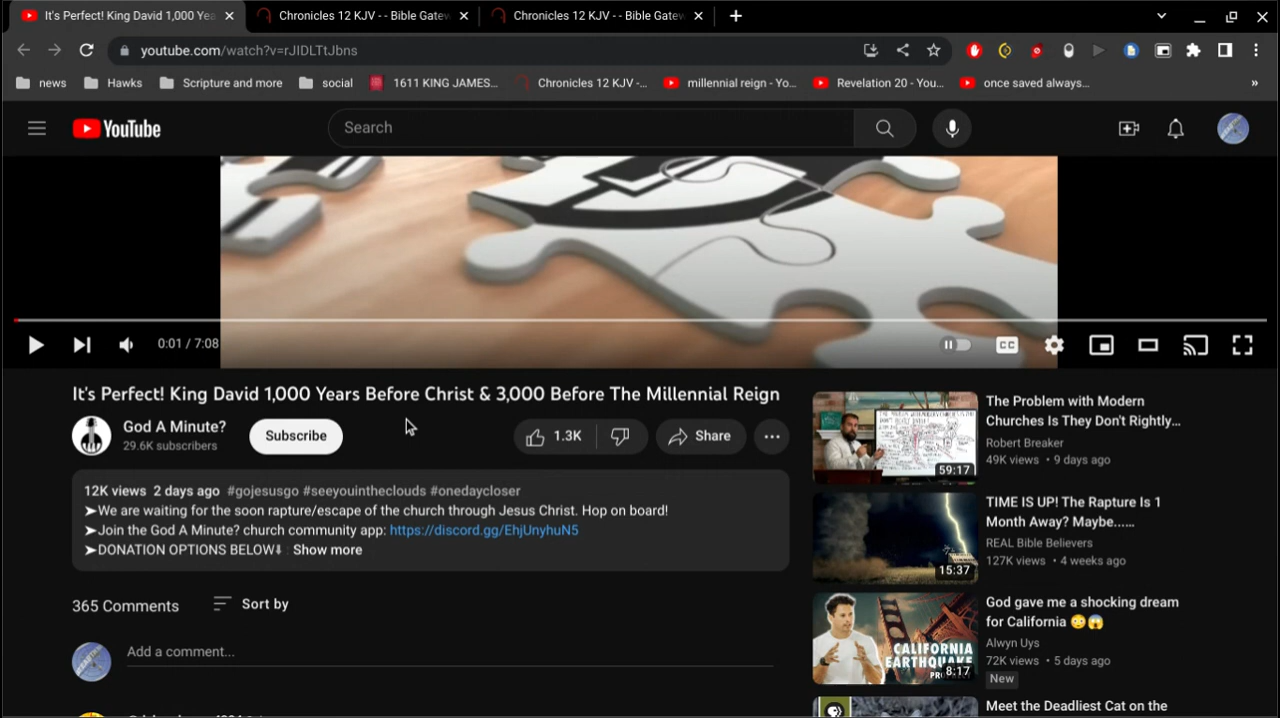 It's Perfect! King David 1,000 Yea
Chronicles 12 KJV - - Bible Gatew
Chronicles 12 KJV - - Bible Gatew
youtube.com/watch?v=rJIDLTtJbns
news
Hawks
Scripture and more
social
1611 KING JAMES...
Chronicles 12 KJV -...
millennial reign - Yo...
Revelation 20 - You...
once saved always...
»
YouTube
Search
0:01 / 7:08
CC
It's Perfect! King David 1,000 Years Before Christ & 3,000 Before The Millennial Reign
God A Minute?
29.6K subscribers
Subscribe
1.3K
Share
12K views 2 days ago #gojesusgo #seeyouintheclouds #onedaycloser
➤We are waiting for the soon rapture/escape of the church through Jesus Christ. Hop on board!
➤Join the God A Minute? church community app: https://discord.gg/EhjUnyhuN5
➤DONATION OPTIONS BELOW⬇ Show more
365 Comments
Sort by
Add a comment...
59:17
The Problem with Modern
Churches Is They Don't Rightly...
Robert Breaker
49K views • 9 days ago
15:37
TIME IS UP! The Rapture Is 1
Month Away? Maybe......
REAL Bible Believers
127K views • 4 weeks ago
CALIFORNIA
EARTHQUAKE
8:17
God gave me a shocking dream
for California 😳😱
Alwyn Uys
72K views • 5 days ago
New
Meet the Deadliest Cat on the